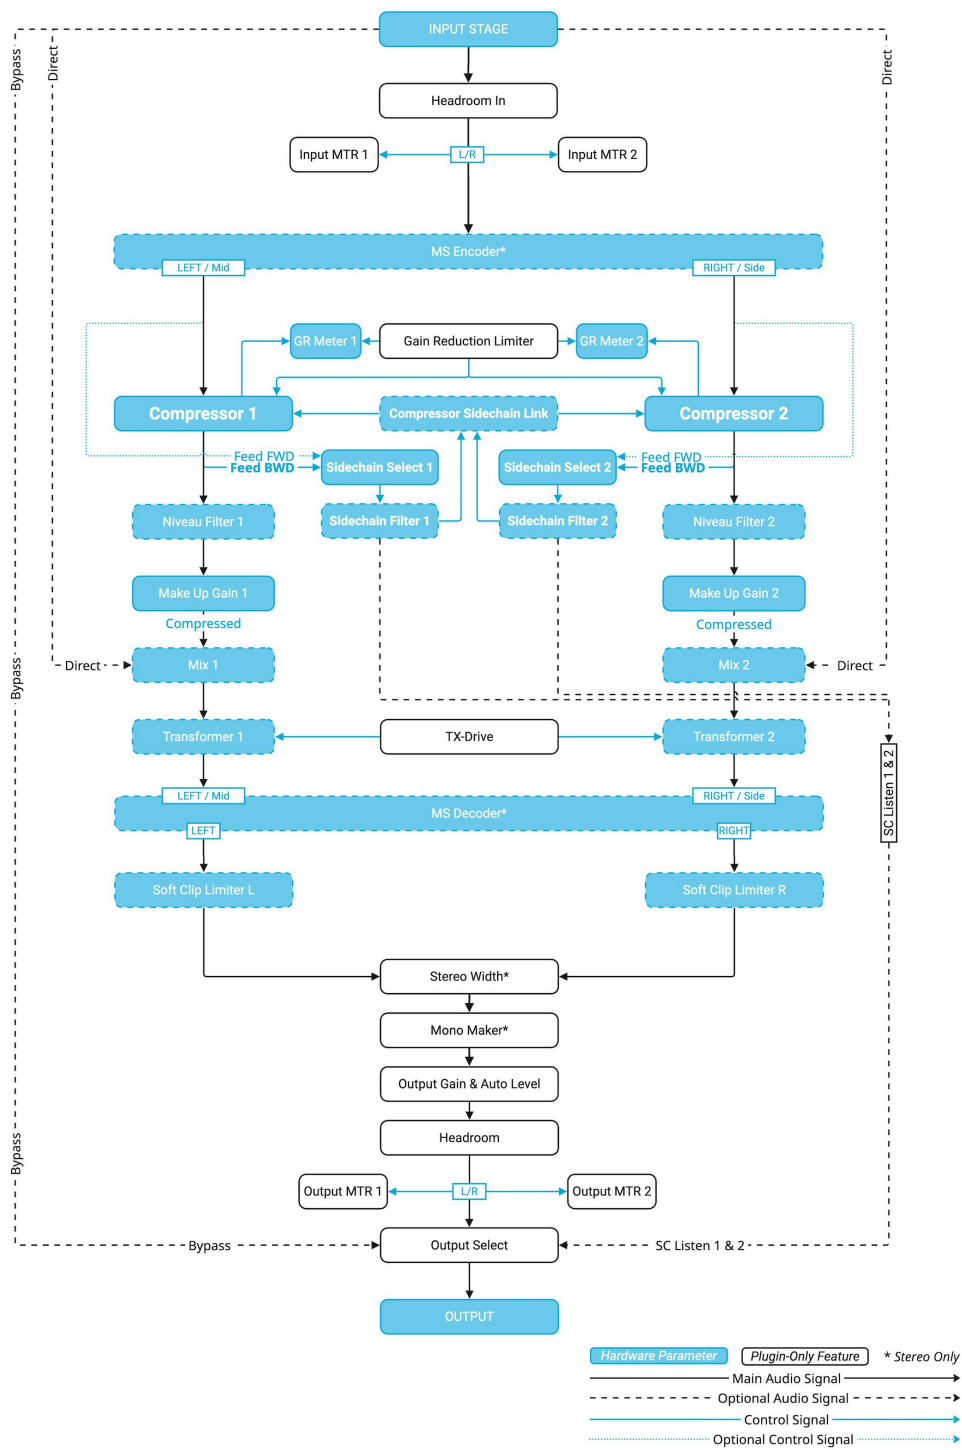 INPUT STAGE
Bypass
Direct
Direct
Headroom In
Input MTR 1
L/R
Input MTR 2
MS Encoder*
LEFT / Mid
RIGHT / Side
GR Meter 1
Gain Reduction Limiter
GR Meter 2
Compressor 1
Compressor Sidechain Link
Compressor 2
Feed FWD
Feed BWD
Sidechain Select 1
Sidechain Select 2
Feed FWD
Feed BWD
Niveau Filter 1
Sidechain Filter 1
Sidechain Filter 2
Niveau Filter 2
Make Up Gain 1
Make Up Gain 2
Compressed
Compressed
Bypass
Direct
Mix 1
Mix 2
Direct
Transformer 1
TX-Drive
Transformer 2
SC Listen 1 & 2
LEFT / Mid
RIGHT / Side
MS Decoder*
LEFT
RIGHT
Soft Clip Limiter L
Soft Clip Limiter R
Stereo Width*
Mono Maker*
Output Gain & Auto Level
Headroom
Bypass
Output MTR 1
L/R
Output MTR 2
Bypass
Output Select
SC Listen 1 & 2
OUTPUT
Hardware Parameter
Plugin-Only Feature
* Stereo Only
Main Audio Signal
Optional Audio Signal
Control Signal
Optional Control Signal